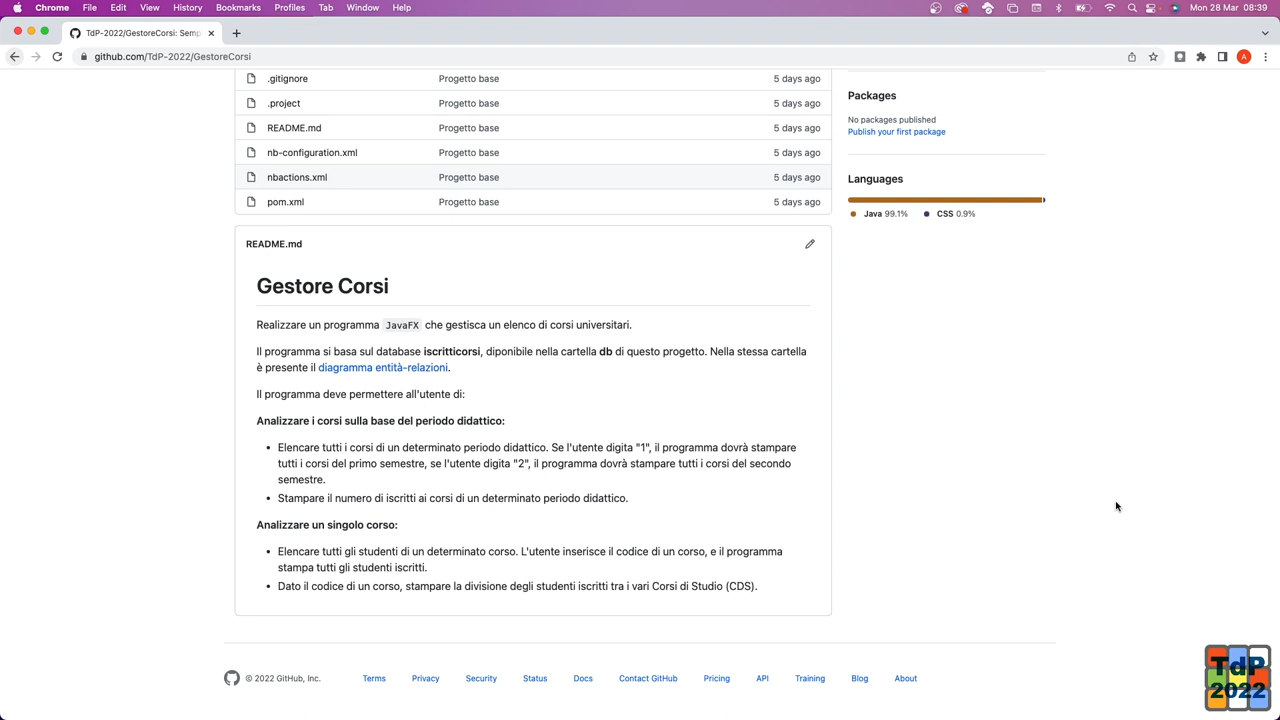 Chrome File Edit View History Bookmarks Profiles Tab Window Help
Mon 28 Mar 08:39
TdP-2022/GestoreCorsi: Semp
github.com/TdP-2022/GestoreCorsi
A
.gitignore Progetto base 5 days ago
.project Progetto base 5 days ago
README.md Progetto base 5 days ago
nb-configuration.xml Progetto base 5 days ago
nbactions.xml Progetto base 5 days ago
pom.xml Progetto base 5 days ago
Packages
No packages published
Publish your first package
Languages
Java 99.1% CSS 0.9%
README.md
Gestore Corsi
Realizzare un programma JavaFX che gestisca un elenco di corsi universitari.
Il programma si basa sul database iscritticorsi, diponibile nella cartella db di questo progetto. Nella stessa cartella
è presente il diagramma entità-relazioni.
Il programma deve permettere all'utente di:
Analizzare i corsi sulla base del periodo didattico:
• Elencare tutti i corsi di un determinato periodo didattico. Se l'utente digita "1", il programma dovrà stampare
tutti i corsi del primo semestre, se l'utente digita "2", il programma dovrà stampare tutti i corsi del secondo
semestre.
• Stampare il numero di iscritti ai corsi di un determinato periodo didattico.
Analizzare un singolo corso:
• Elencare tutti gli studenti di un determinato corso. L'utente inserisce il codice di un corso, e il programma
stampa tutti gli studenti iscritti.
• Dato il codice di un corso, stampare la divisione degli studenti iscritti tra i vari Corsi di Studio (CDS).
© 2022 GitHub, Inc. Terms Privacy Security Status Docs Contact GitHub Pricing API Training Blog About
TdP
2022